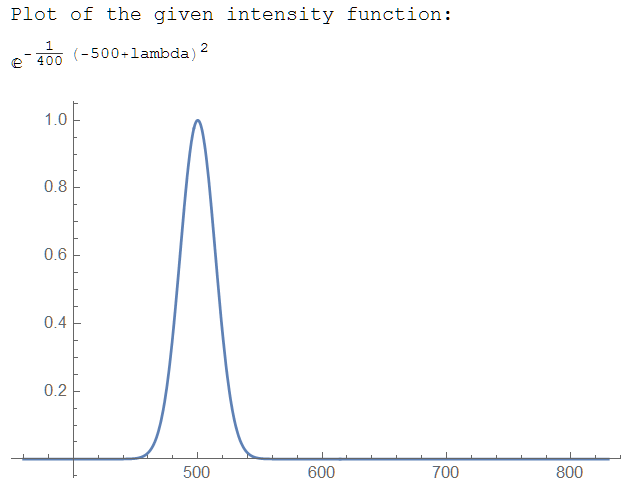 Plot of the given intensity function:
e^{-\frac{1}{400} (-500+lambda)^2}
1.0
0.8
0.6
0.4
0.2
500 600 700 800